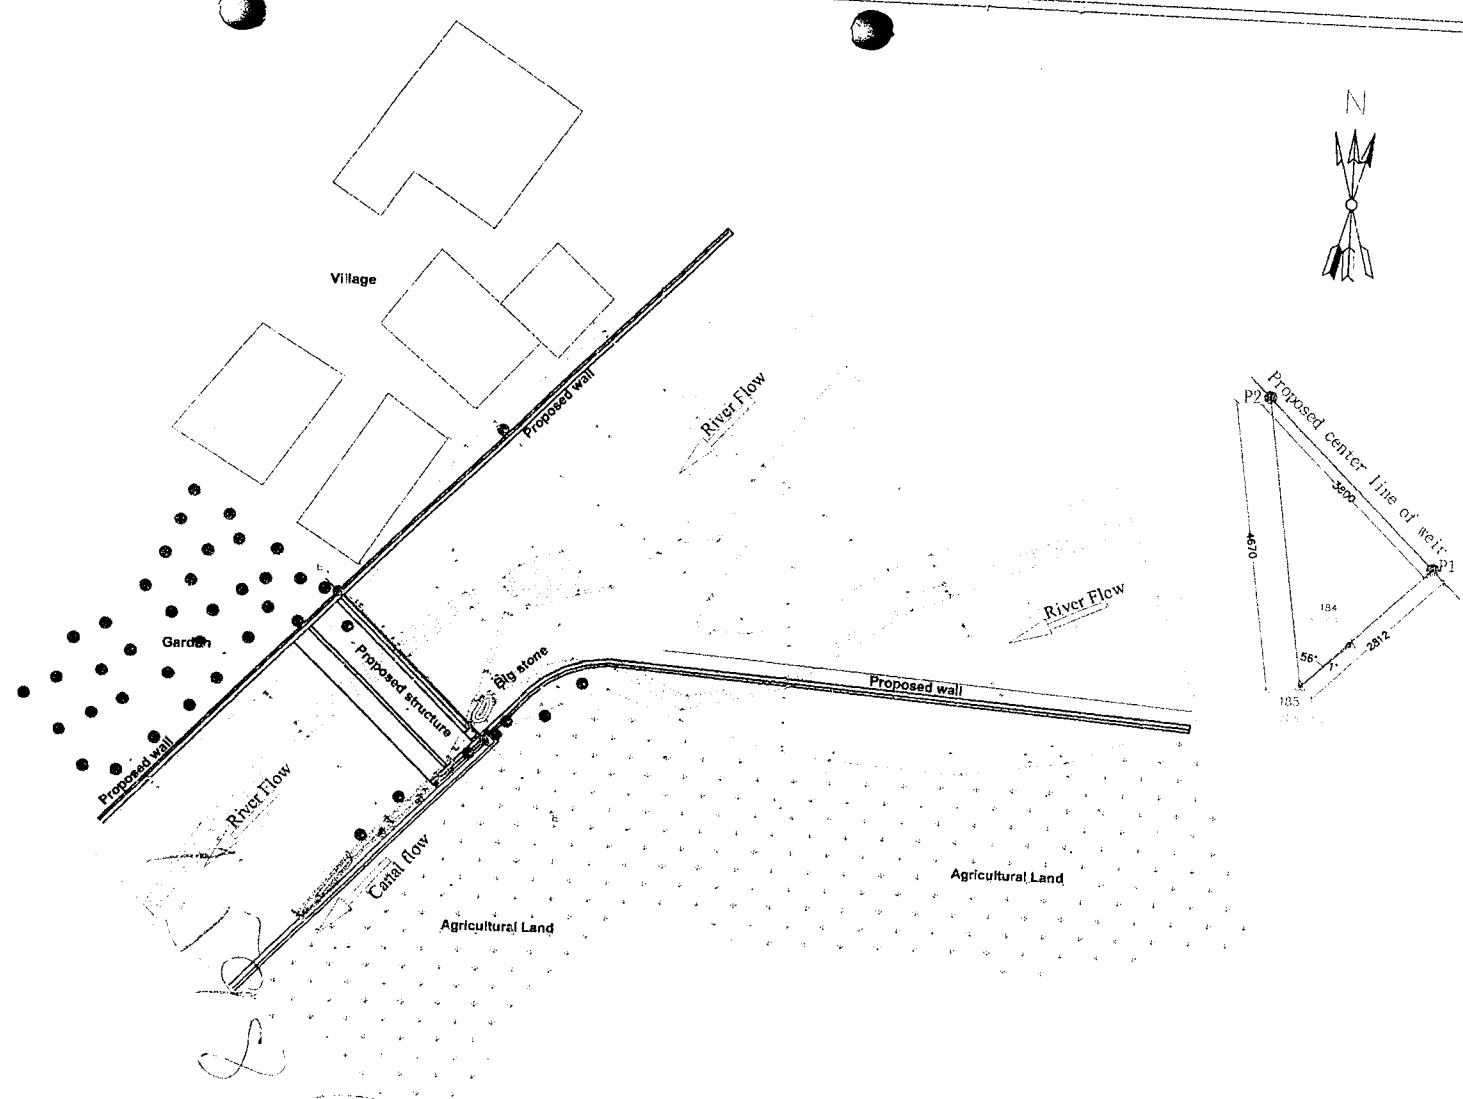 N
Village
River Flow
Proposed wall
P2
Proposed center line of weir
3800
4670
P1
River Flow
184
2812
56°
185
Garden
Big stone
Proposed structure
Proposed wall
Proposed wall
River Flow
Canal flow
Agricultural Land
Agricultural Land